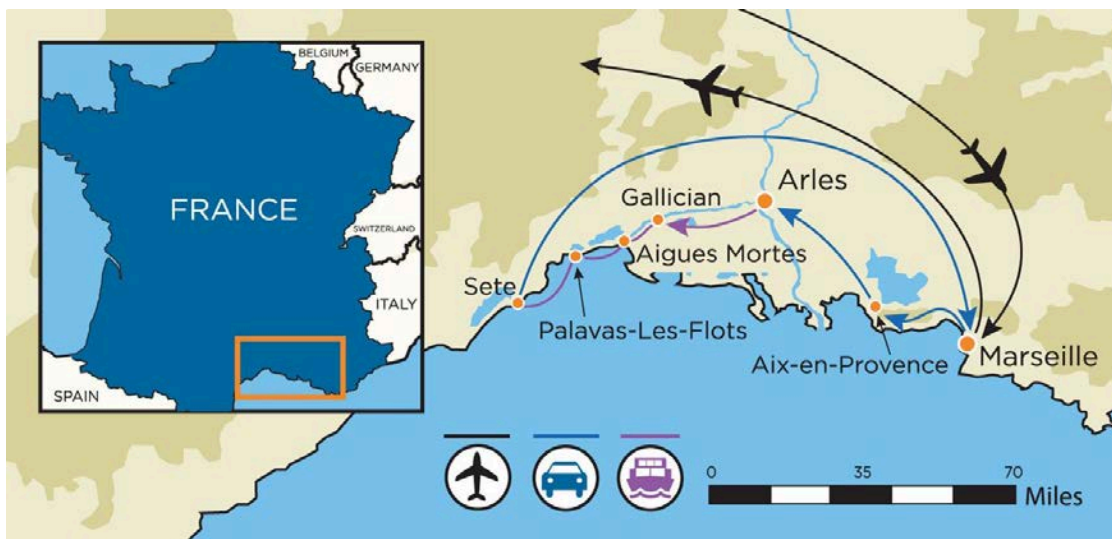 BELGIUM
GERMANY
FRANCE
SWITZERLAND
ITALY
SPAIN
Gallician
Arles
Aigues Mortes
Sete
Palavas-Les-Flots
Aix-en-Provence
Marseille
0 35 70
Miles